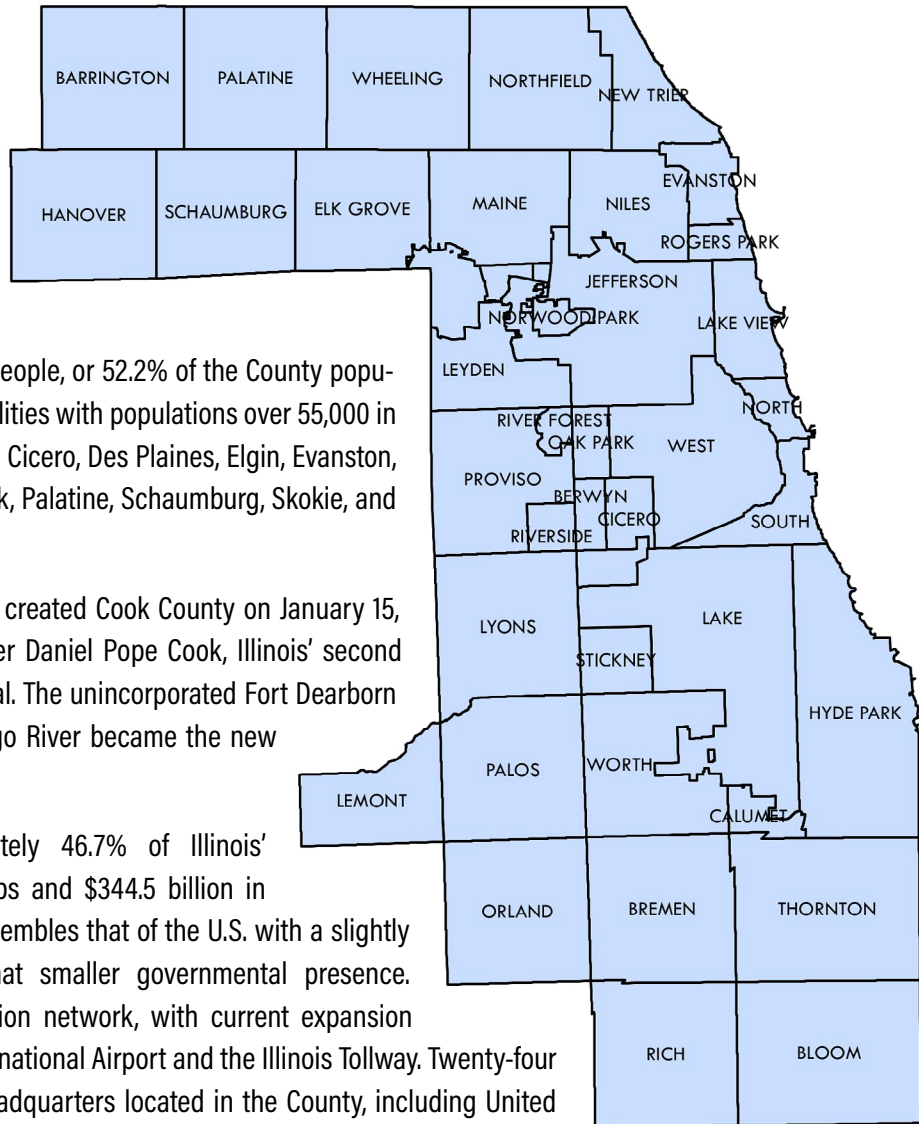 BARRINGTON
PALATINE
WHEELING
NORTHFIELD
NEW TRIER
HANOVER
SCHAUMBURG
ELK GROVE
MAINE
NILES
EVANSTON
ROGERS PARK
JEFFERSON
NORWOOD PARK
LAKE VIEW
LEYDEN
NORTH
RIVER FOREST
OAK PARK
WEST
PROVISO
BERWYN
CICERO
SOUTH
RIVERSIDE
LYONS
LAKE
STICKNEY
HYDE PARK
PALOS
WORTH
LEMONT
CALUMET
ORLAND
BREMEN
THORNTON
RICH
BLOOM
eople, or 52.2% of the County popu-
lities with populations over 55,000 in
Cicero, Des Plaines, Elgin, Evanston,
k, Palatine, Schaumburg, Skokie, and
created Cook County on January 15,
er Daniel Pope Cook, Illinois' second
al. The unincorporated Fort Dearborn
go River became the new
tely 46.7% of Illinois'
bs and $344.5 billion in
embles that of the U.S. with a slightly
hat smaller governmental presence.
ion network, with current expansion
national Airport and the Illinois Tollway. Twenty-four
adquarters located in the County, including United